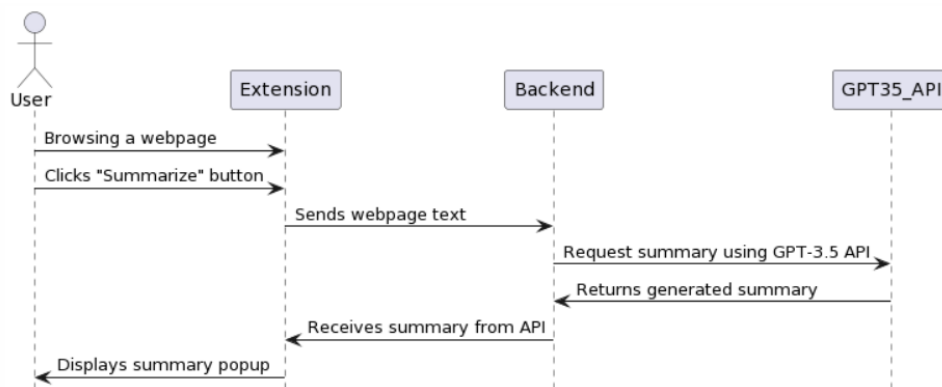 User
Extension
Backend
GPT35_API
Browsing a webpage
Clicks "Summarize" button
Sends webpage text
Request summary using GPT-3.5 API
Returns generated summary
Receives summary from API
Displays summary popup